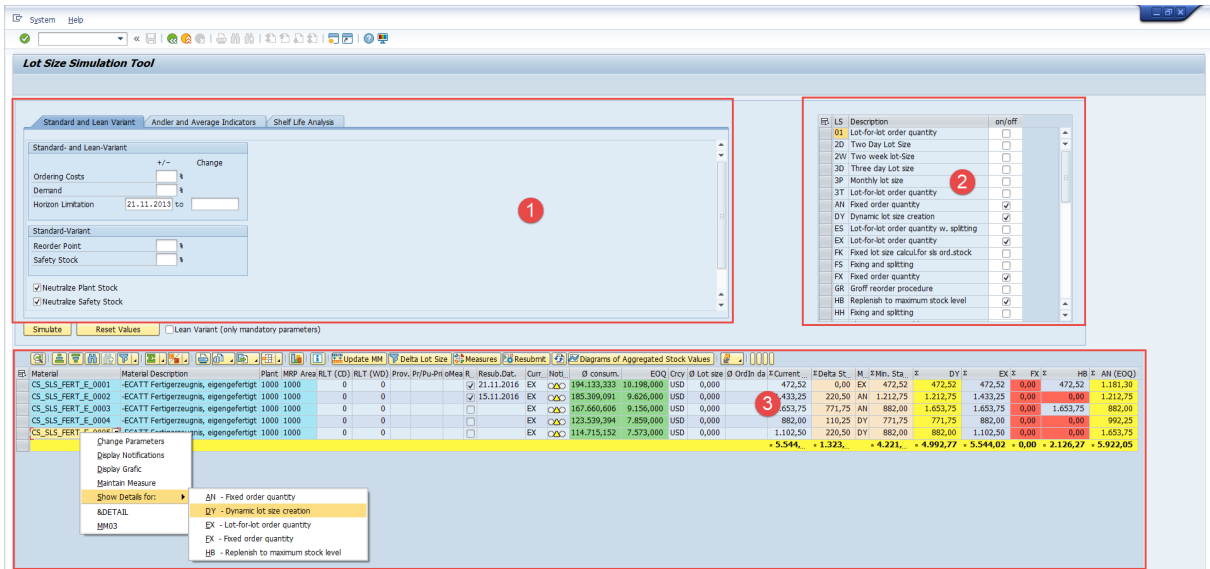 System Help
Lot Size Simulation Tool
Standard and Lean Variant Andler and Average Indicators Shelf Life Analysis
Standard- and Lean-Variant
+/- Change
Ordering Costs %
Demand %
Horizon Limitation 21.11.2013 to
Standard-Variant
Reorder Point %
Safety Stock %
Neutralize Plant Stock
Neutralize Safety Stock
1
Simulate Reset Values Lean Variant (only mandatory parameters)
LS Description on/off
01 Lot-for-lot order quantity
2D Two Day Lot Size
2W Two week lot-Size
3D Three day Lot size
3P Monthly lot size
3T Lot-for-lot order quantity
AN Fixed order quantity
DY Dynamic lot size creation
ES Lot-for-lot order quantity w. splitting
EX Lot-for-lot order quantity
FK Fixed lot size calcul.for sls ord.stock
FS Fixing and splitting
FX Fixed order quantity
GR Groff reorder procedure
HB Replenish to maximum stock level
HH Fixing and splitting
2
Update MM Delta Lot Size Measures Resubmit Diagrams of Aggregated Stock Values
Material Material Description Plant MRP Area RLT (CD) RLT (WD) Prov. Pr/Pu-Pri oMea R.. Resub.Dat. Curr.. Noti.. Ø consum. EOQ Crcy Ø Lot size Ø OrdIn da Σ Current ... Σ Delta St... M.. Σ Min. Sta... Σ DY Σ EX Σ FX Σ HB Σ AN (EOQ)
CS_SLS_FERT_E_0001 -ECATT Fertigerzeugnis, eigengefertigt 1000 1000 0 0 21.11.2016 EX 194.133,333 10.198,000 USD 0,000 472,52 0,00 EX 472,52 472,52 472,52 0,00 472,52 1.181,30
CS_SLS_FERT_E_0002 -ECATT Fertigerzeugnis, eigengefertigt 1000 1000 0 0 15.11.2016 EX 185.309,091 9.626,000 USD 0,000 1.433,25 220,50 AN 1.212,75 1.212,75 1.433,25 0,00 0,00 1.212,75
CS_SLS_FERT_E_0003 -ECATT Fertigerzeugnis, eigengefertigt 1000 1000 0 0 EX 167.660,606 9.156,000 USD 0,000 1.653,75 771,75 AN 882,00 1.653,75 1.653,75 0,00 1.653,75 882,00
CS_SLS_FERT_E_0004 -ECATT Fertigerzeugnis, eigengefertigt 1000 1000 0 0 EX 123.539,394 7.859,000 USD 0,000 882,00 110,25 DY 771,75 771,75 882,00 0,00 0,00 992,25
CS_SLS_FERT_E_0005 -ECATT Fertigerzeugnis, eigengefertigt 1000 1000 0 0 EX 114.715,152 7.573,000 USD 0,000 1.102,50 220,50 DY 882,00 882,00 1.102,50 0,00 0,00 1.653,75
5.544,... 1.323,... 4.221,... 4.992,77 5.544,02 0,00 2.126,27 5.922,05
3
Change Parameters
Display Notifications
Display Grafic
Maintain Measure
Show Details for:
&DETAIL
MM03
AN - Fixed order quantity
DY - Dynamic lot size creation
EX - Lot-for-lot order quantity
FX - Fixed order quantity
HB - Replenish to maximum stock level